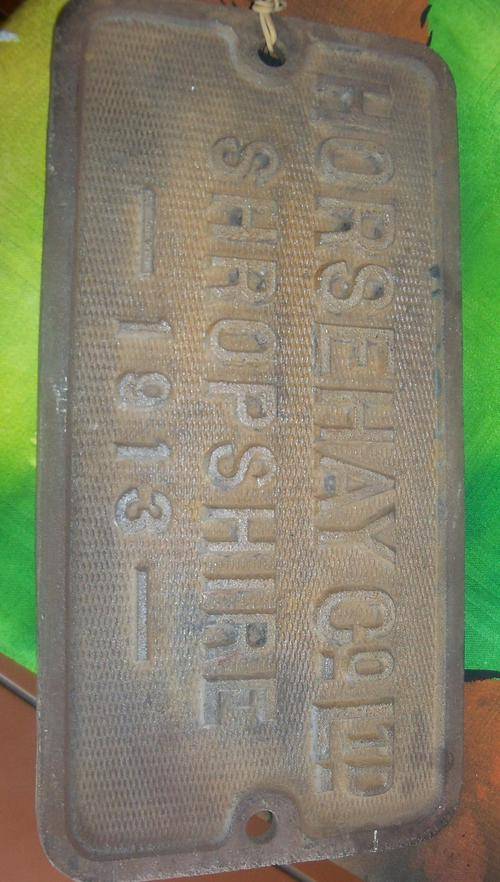 HORSEHAY Co LTD
SHROPSHIRE
— 1913 —